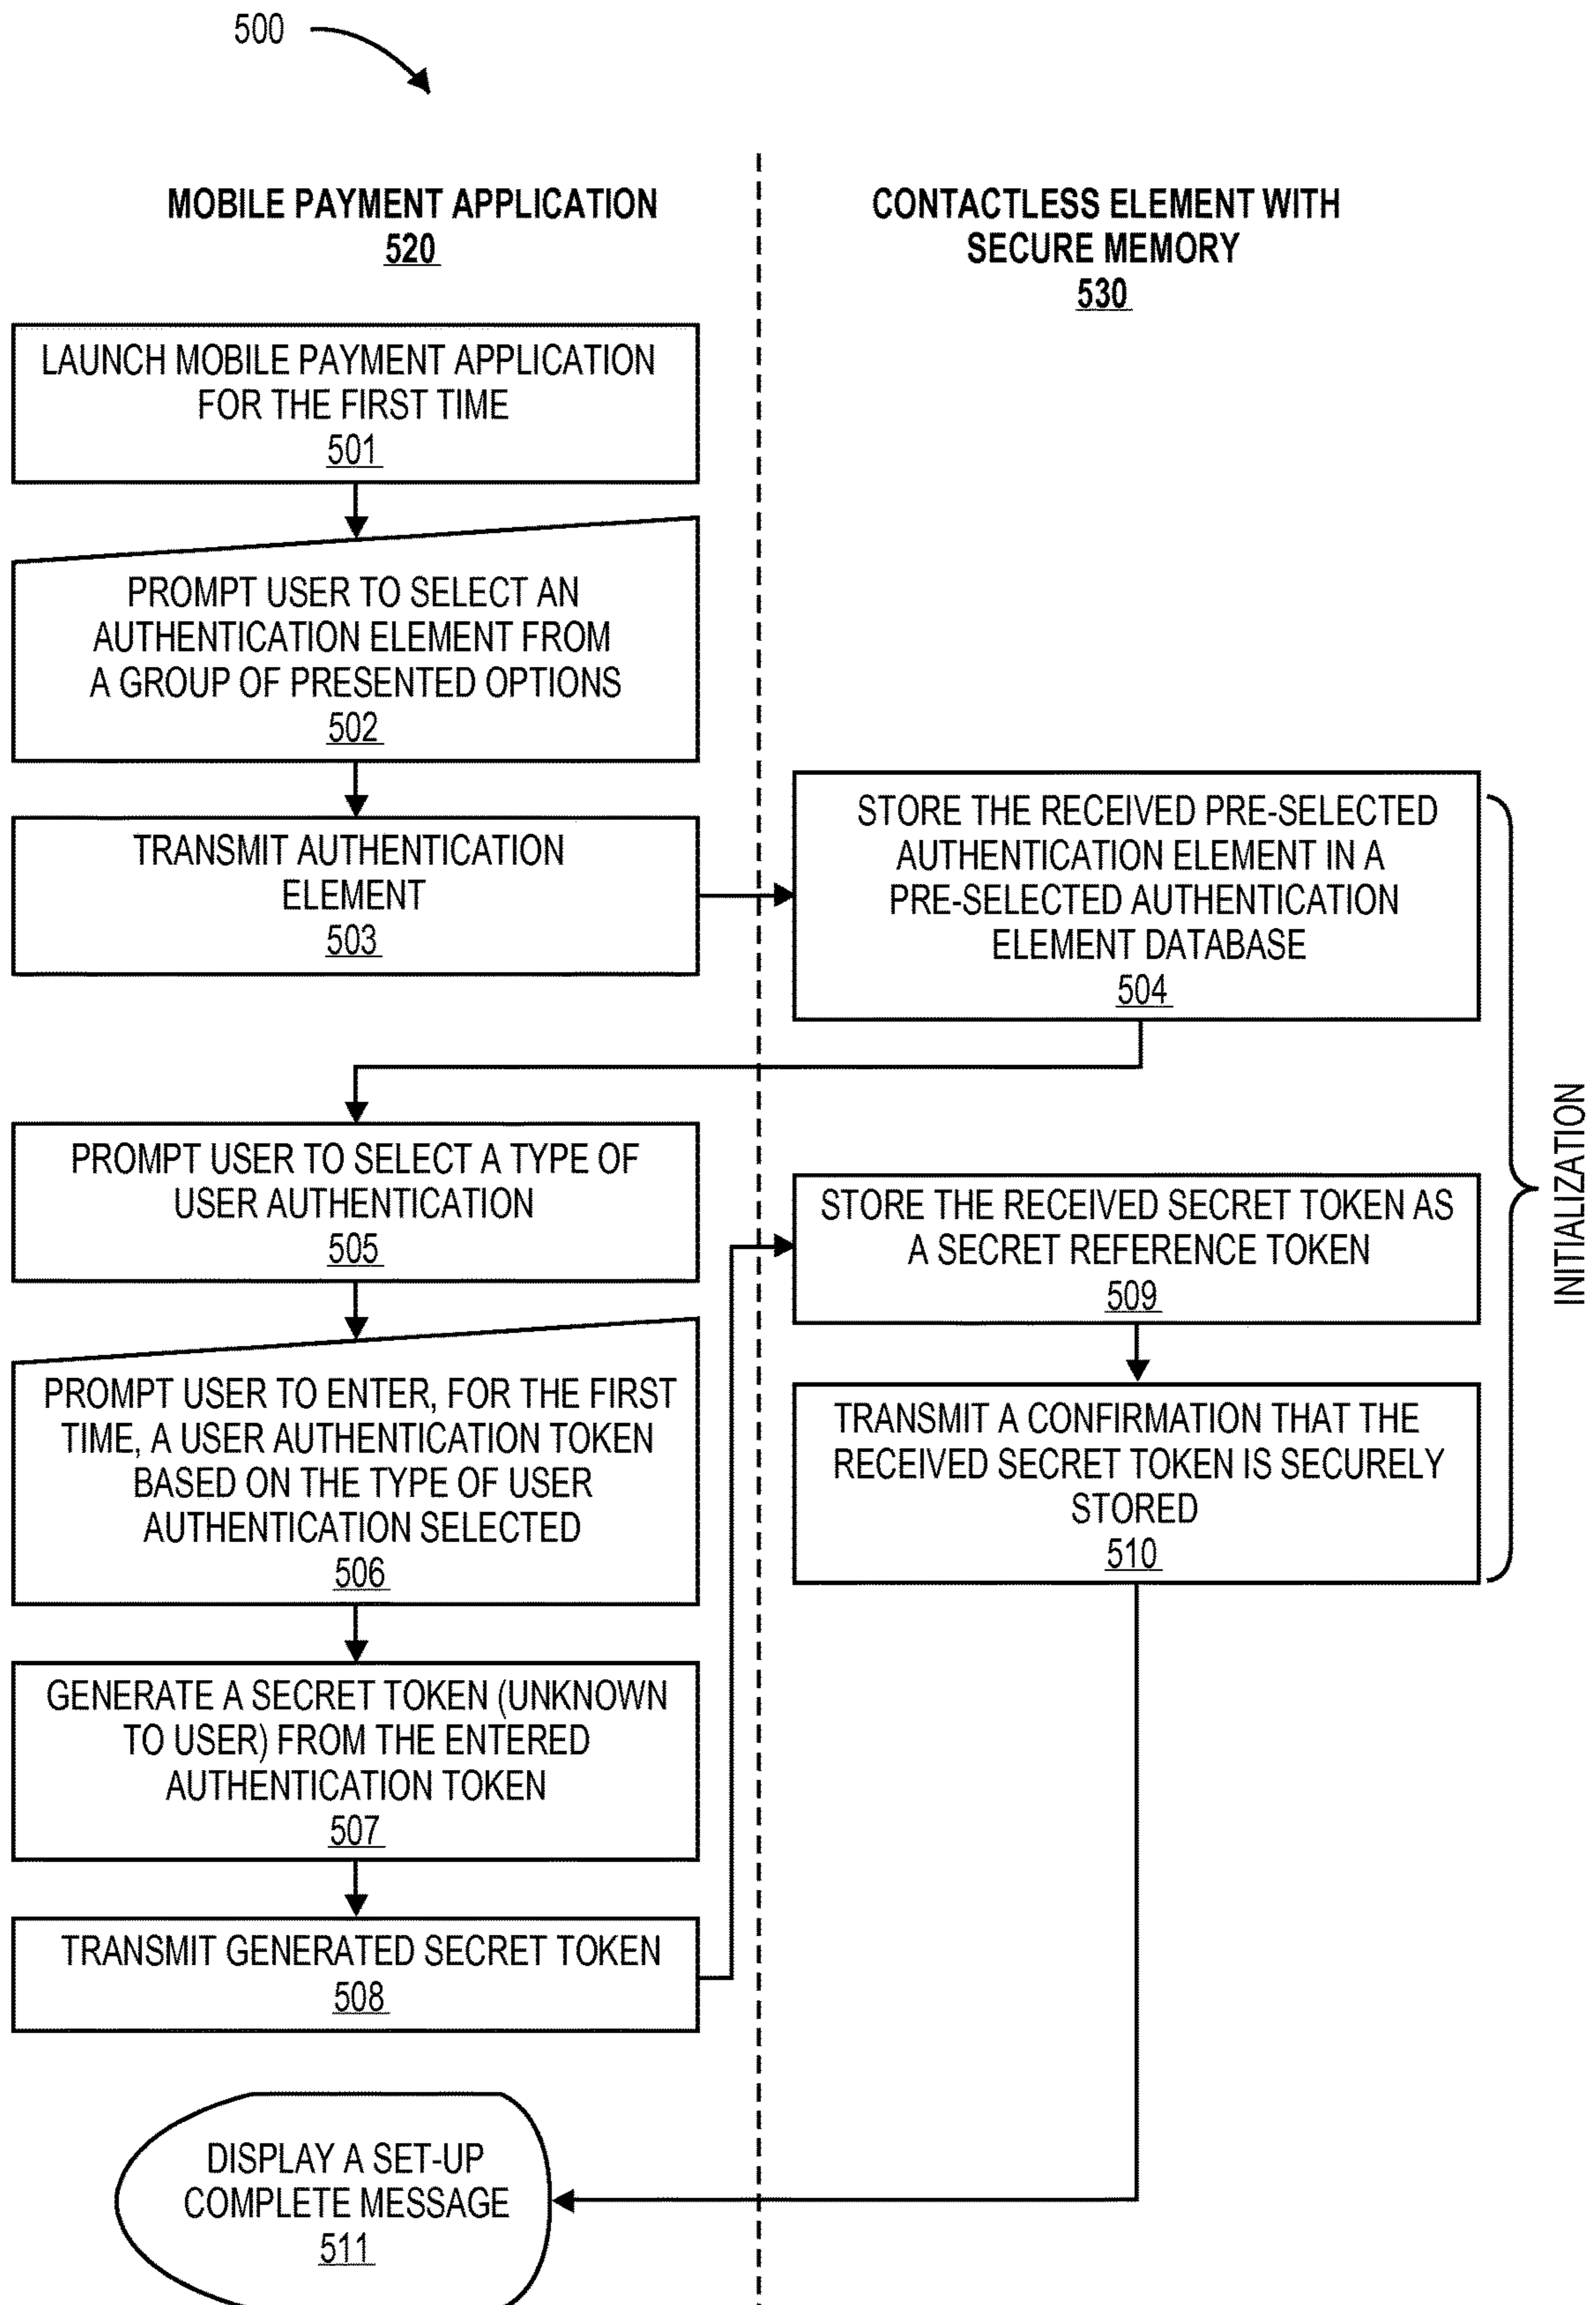 500
MOBILE PAYMENT APPLICATION
520
CONTACTLESS ELEMENT WITH
SECURE MEMORY
530
LAUNCH MOBILE PAYMENT APPLICATION
FOR THE FIRST TIME
501
PROMPT USER TO SELECT AN
AUTHENTICATION ELEMENT FROM
A GROUP OF PRESENTED OPTIONS
502
TRANSMIT AUTHENTICATION
ELEMENT
503
STORE THE RECEIVED PRE-SELECTED
AUTHENTICATION ELEMENT IN A
PRE-SELECTED AUTHENTICATION
ELEMENT DATABASE
504
PROMPT USER TO SELECT A TYPE OF
USER AUTHENTICATION
505
PROMPT USER TO ENTER, FOR THE FIRST
TIME, A USER AUTHENTICATION TOKEN
BASED ON THE TYPE OF USER
AUTHENTICATION SELECTED
506
GENERATE A SECRET TOKEN (UNKNOWN
TO USER) FROM THE ENTERED
AUTHENTICATION TOKEN
507
TRANSMIT GENERATED SECRET TOKEN
508
STORE THE RECEIVED SECRET TOKEN AS
A SECRET REFERENCE TOKEN
509
TRANSMIT A CONFIRMATION THAT THE
RECEIVED SECRET TOKEN IS SECURELY
STORED
510
INITIALIZATION
DISPLAY A SET-UP
COMPLETE MESSAGE
511